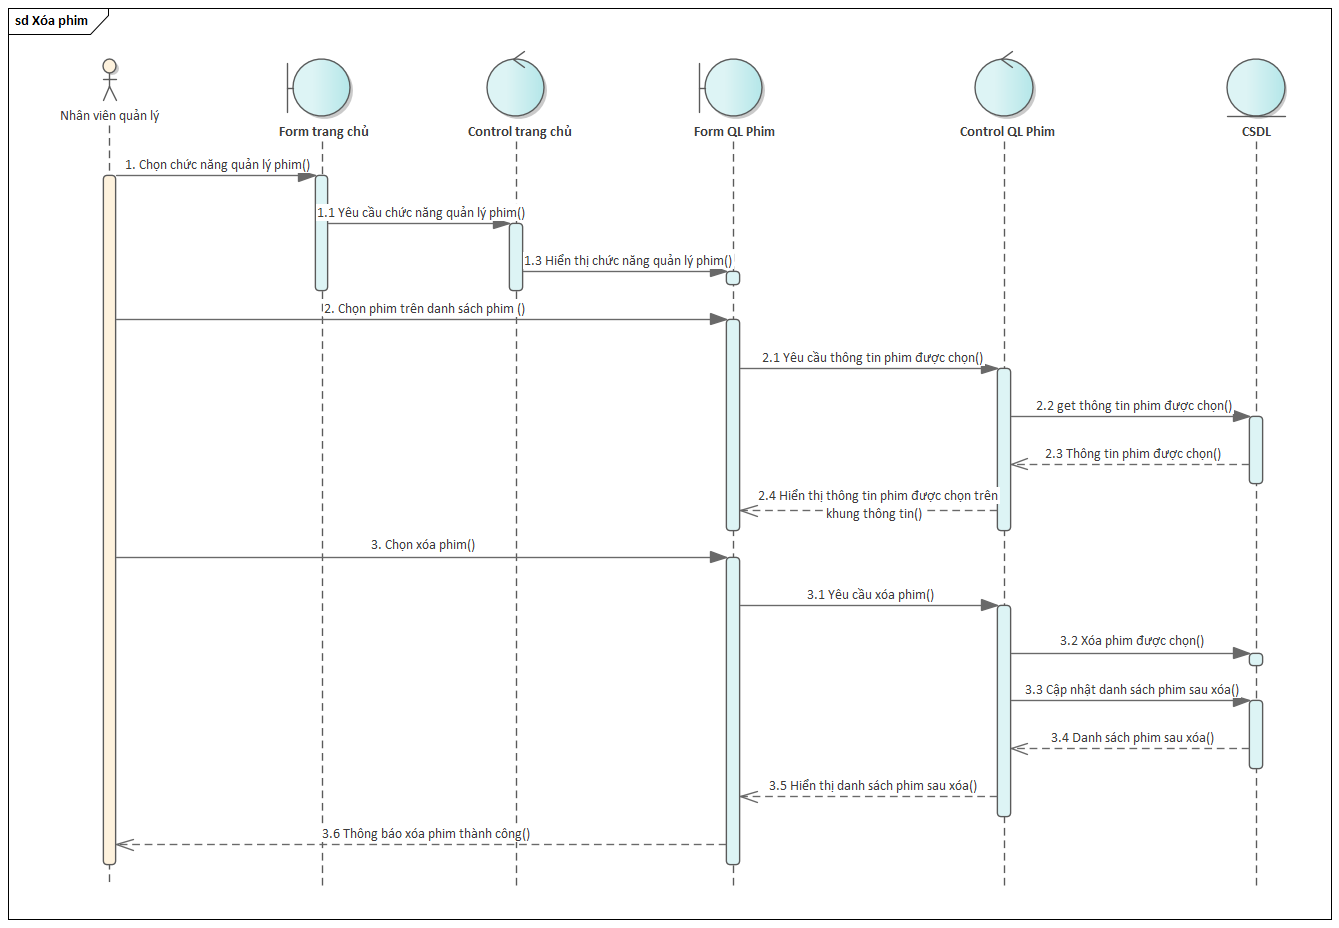 sd Xóa phim
Nhân viên quản lý
Form trang chủ
Control trang chủ
Form QL Phim
Control QL Phim
CSDL
1. Chọn chức năng quản lý phim()
1.1 Yêu cầu chức năng quản lý phim()
1.3 Hiển thị chức năng quản lý phim()
2. Chọn phim trên danh sách phim ()
2.1 Yêu cầu thông tin phim được chọn()
2.2 get thông tin phim được chọn()
2.3 Thông tin phim được chọn()
2.4 Hiển thị thông tin phim được chọn trên
khung thông tin()
3. Chọn xóa phim()
3.1 Yêu cầu xóa phim()
3.2 Xóa phim được chọn()
3.3 Cập nhật danh sách phim sau xóa()
3.4 Danh sách phim sau xóa()
3.5 Hiển thị danh sách phim sau xóa()
3.6 Thông báo xóa phim thành công()